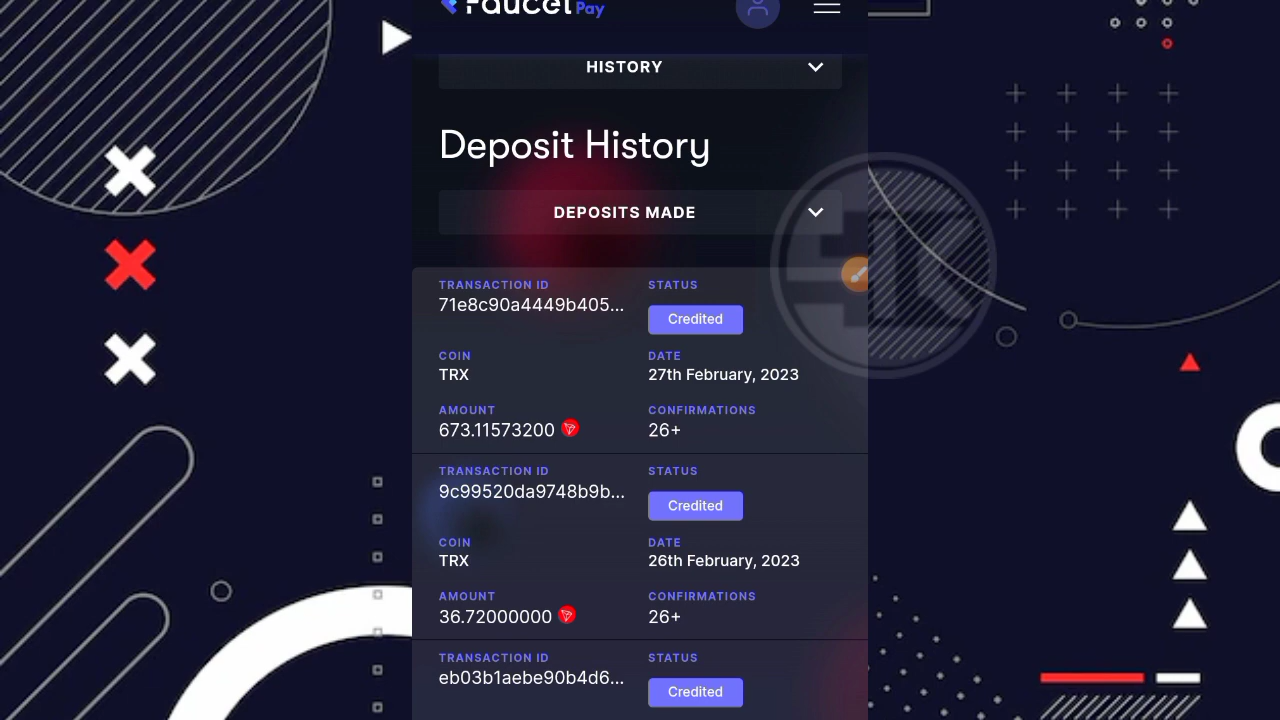 Faucet Pay
HISTORY
Deposit History
DEPOSITS MADE
TRANSACTION ID STATUS
71e8c90a4449b405... Credited
COIN DATE
TRX 27th February, 2023
AMOUNT CONFIRMATIONS
673.11573200 26+
TRANSACTION ID STATUS
9c99520da9748b9b... Credited
COIN DATE
TRX 26th February, 2023
AMOUNT CONFIRMATIONS
36.72000000 26+
TRANSACTION ID STATUS
eb03b1aebe90b4d6... Credited